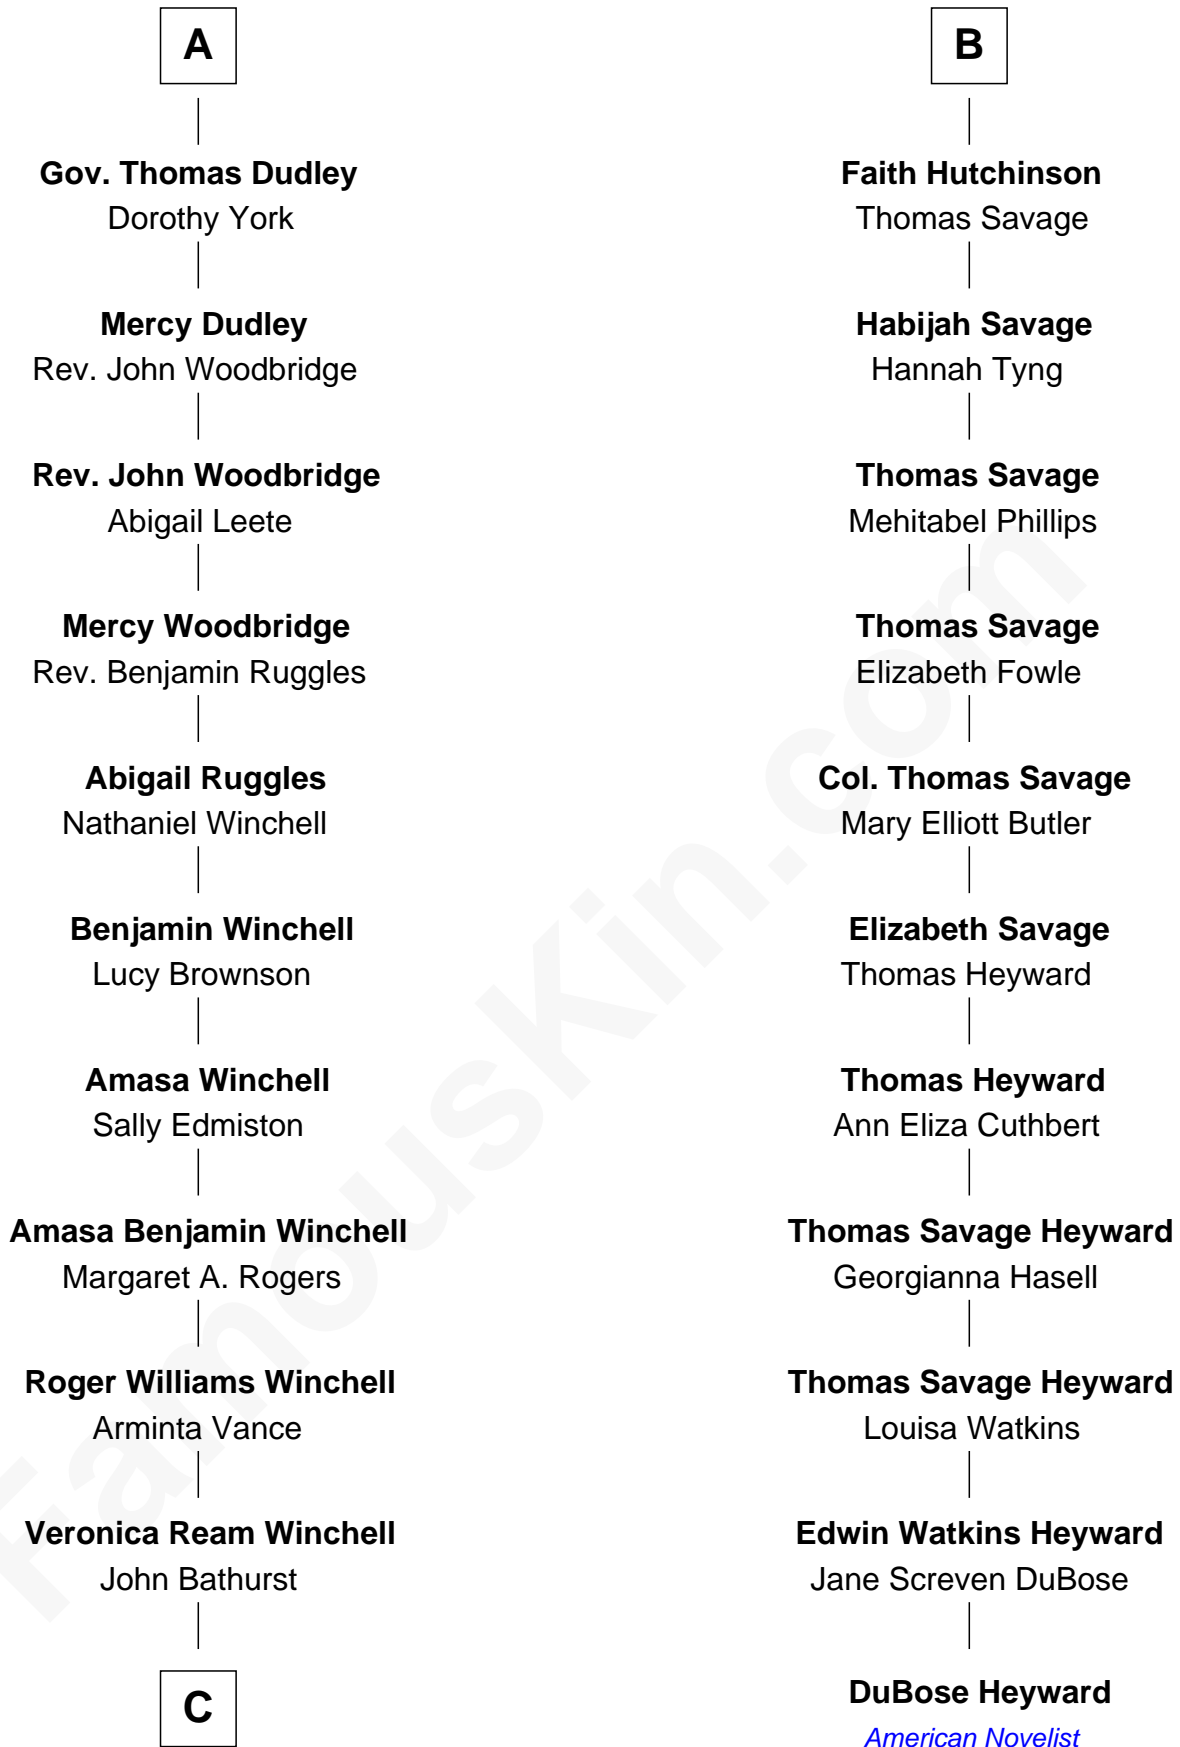 A
Gov. Thomas Dudley
Dorothy York
Mercy Dudley
Rev. John Woodbridge
Rev. John Woodbridge
Abigail Leete
Mercy Woodbridge
Rev. Benjamin Ruggles
Abigail Ruggles
Nathaniel Winchell
Benjamin Winchell
Lucy Brownson
Amasa Winchell
Sally Edmiston
Amasa Benjamin Winchell
Margaret A. Rogers
Roger Williams Winchell
Arminta Vance
Veronica Ream Winchell
John Bathurst
C
B
Faith Hutchinson
Thomas Savage
Habijah Savage
Hannah Tyng
Thomas Savage
Mehitabel Phillips
Thomas Savage
Elizabeth Fowle
Col. Thomas Savage
Mary Elliott Butler
Elizabeth Savage
Thomas Heyward
Thomas Heyward
Ann Eliza Cuthbert
Thomas Savage Heyward
Georgianna Hasell
Thomas Savage Heyward
Louisa Watkins
Edwin Watkins Heyward
Jane Screven DuBose
DuBose Heyward
American Novelist
FamousKin.com